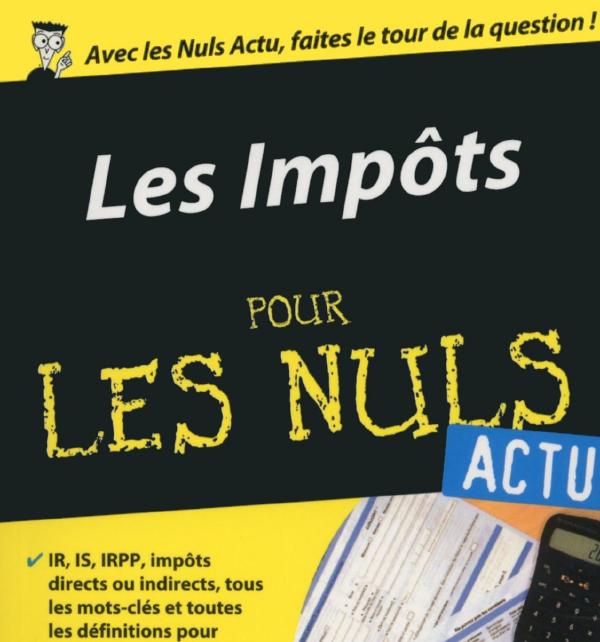 Avec les Nuls Actu, faites le tour de la question !
Les Impôts
POUR
LES NULS
ACTU
✔ IR, IS, IRPP, impôts
directs ou indirects, tous
les mots-clés et toutes
les définitions pour